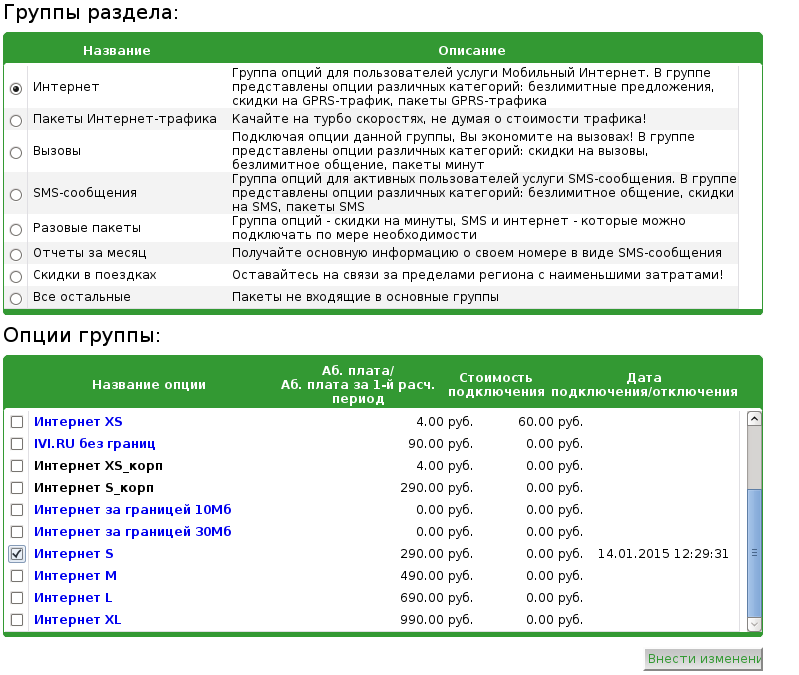 Группы раздела:
Название Описание
Интернет
Группа опций для пользователей услуги Мобильный Интернет. В группе
представлены опции различных категорий: безлимитные предложения,
скидки на GPRS-трафик, пакеты GPRS-трафика
Пакеты Интернет-трафика Качайте на турбо скоростях, не думая о стоимости трафика!
Вызовы
Подключая опции данной группы, Вы экономите на вызовах! В группе
представлены опции различных категорий: скидки на вызовы,
безлимитное общение, пакеты минут
SMS-сообщения
Группа опций для активных пользователей услуги SMS-сообщения. В группе
представлены опции различных категорий: безлимитное общение, скидки
на SMS, пакеты SMS
Разовые пакеты
Группа опций - скидки на минуты, SMS и интернет - которые можно
подключать по мере необходимости
Отчеты за месяц Получайте основную информацию о своем номере в виде SMS-сообщения
Скидки в поездках Оставайтесь на связи за пределами региона с наименьшими затратами!
Все остальные Пакеты не входящие в основные группы
Опции группы:
Название опции
Аб. плата/
Аб. плата за 1-й расч.
период
Стоимость
подключения
Дата
подключения/отключения
Интернет XS 4.00 руб. 60.00 руб.
IVI.RU без границ 90.00 руб. 0.00 руб.
Интернет XS_корп 4.00 руб. 0.00 руб.
Интернет S_корп 290.00 руб. 0.00 руб.
Интернет за границей 10Мб 0.00 руб. 0.00 руб.
Интернет за границей 30Мб 0.00 руб. 0.00 руб.
Интернет S 290.00 руб. 0.00 руб. 14.01.2015 12:29:31
Интернет M 490.00 руб. 0.00 руб.
Интернет L 690.00 руб. 0.00 руб.
Интернет XL 990.00 руб. 0.00 руб.
Внести изменени